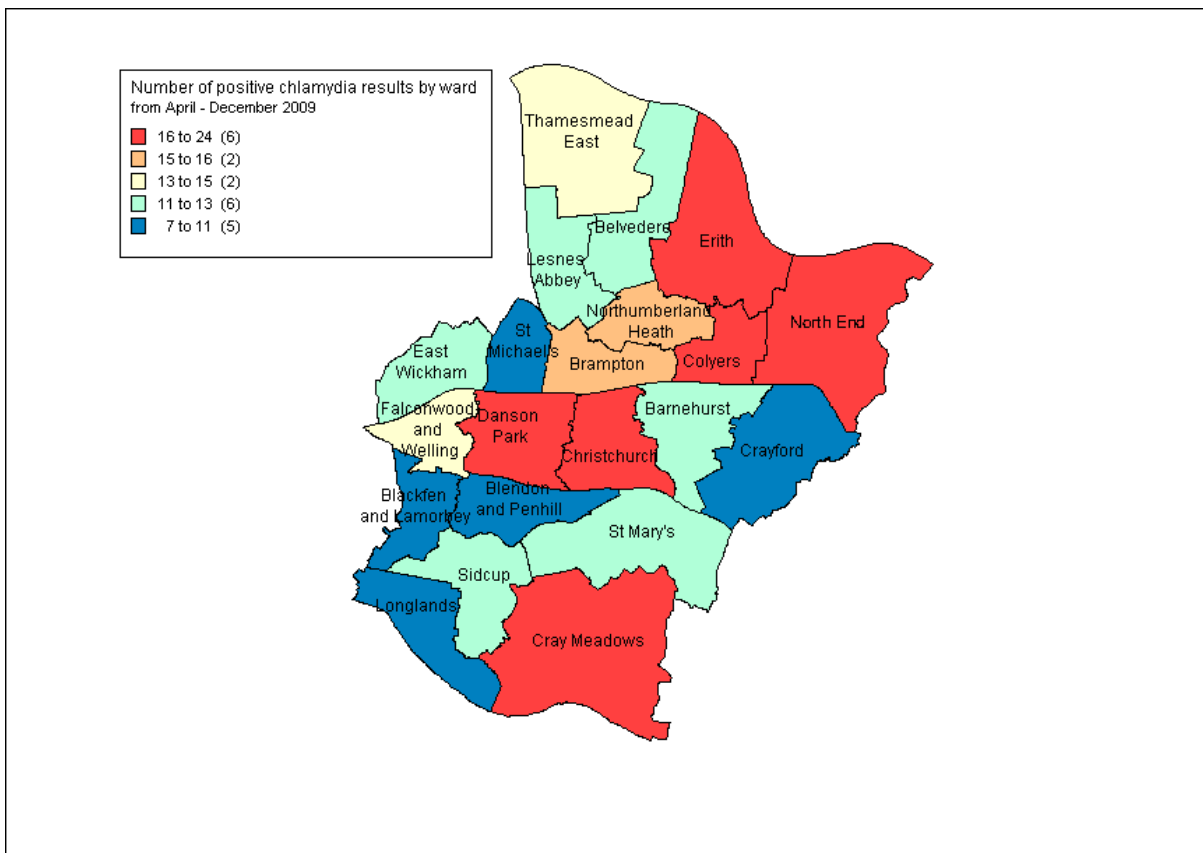 Number of positive chlamydia results by ward
from April - December 2009
16 to 24 (6)
15 to 16 (2)
13 to 15 (2)
11 to 13 (6)
7 to 11 (5)
Thamesmead
East
Belvedere
Erith
Lesnes
Abbey
Northumberland
Heath
North End
St
Michaels
East
Wickham
Brampton
Colyers
Falconwood
and
Welling
Danson
Park
Barnehurst
Christchurch
Crayford
Blackfen
and Lamorbey
Blendon
and Penhill
St Mary's
Sidcup
Longlands
Cray Meadows